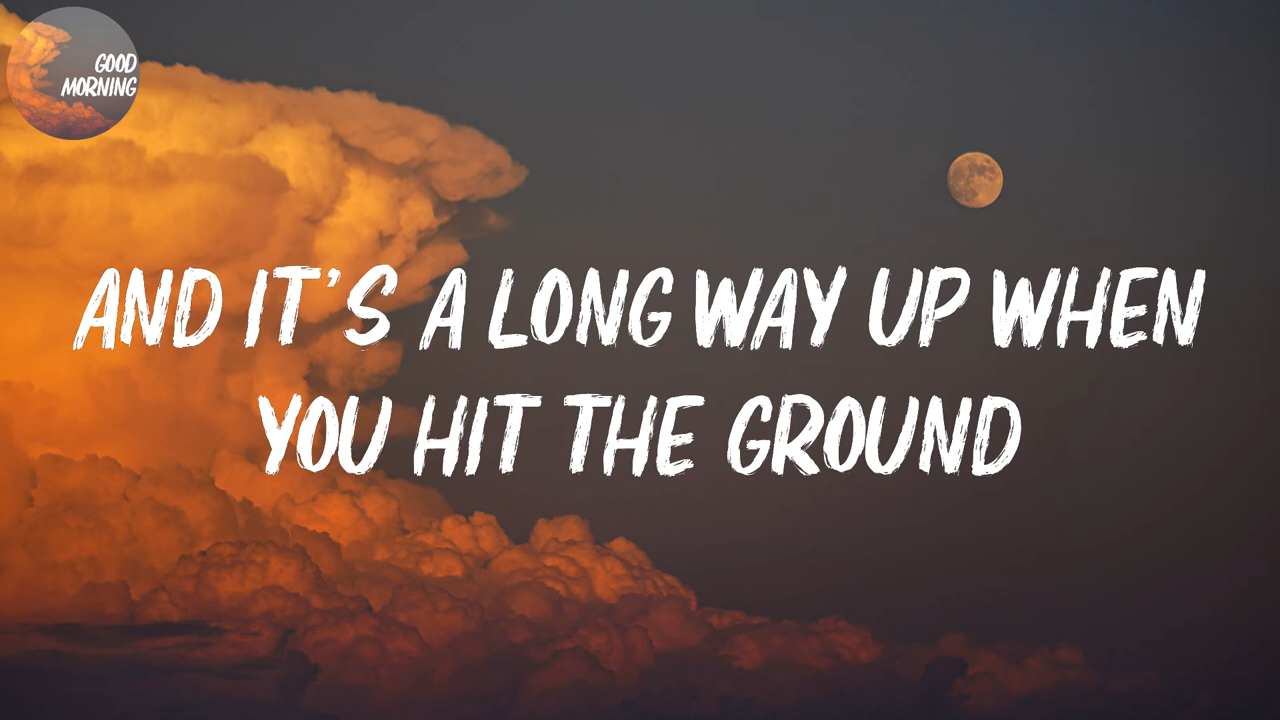 GOOD
MORNING
AND IT'S A LONG WAY UP WHEN
YOU HIT THE GROUND